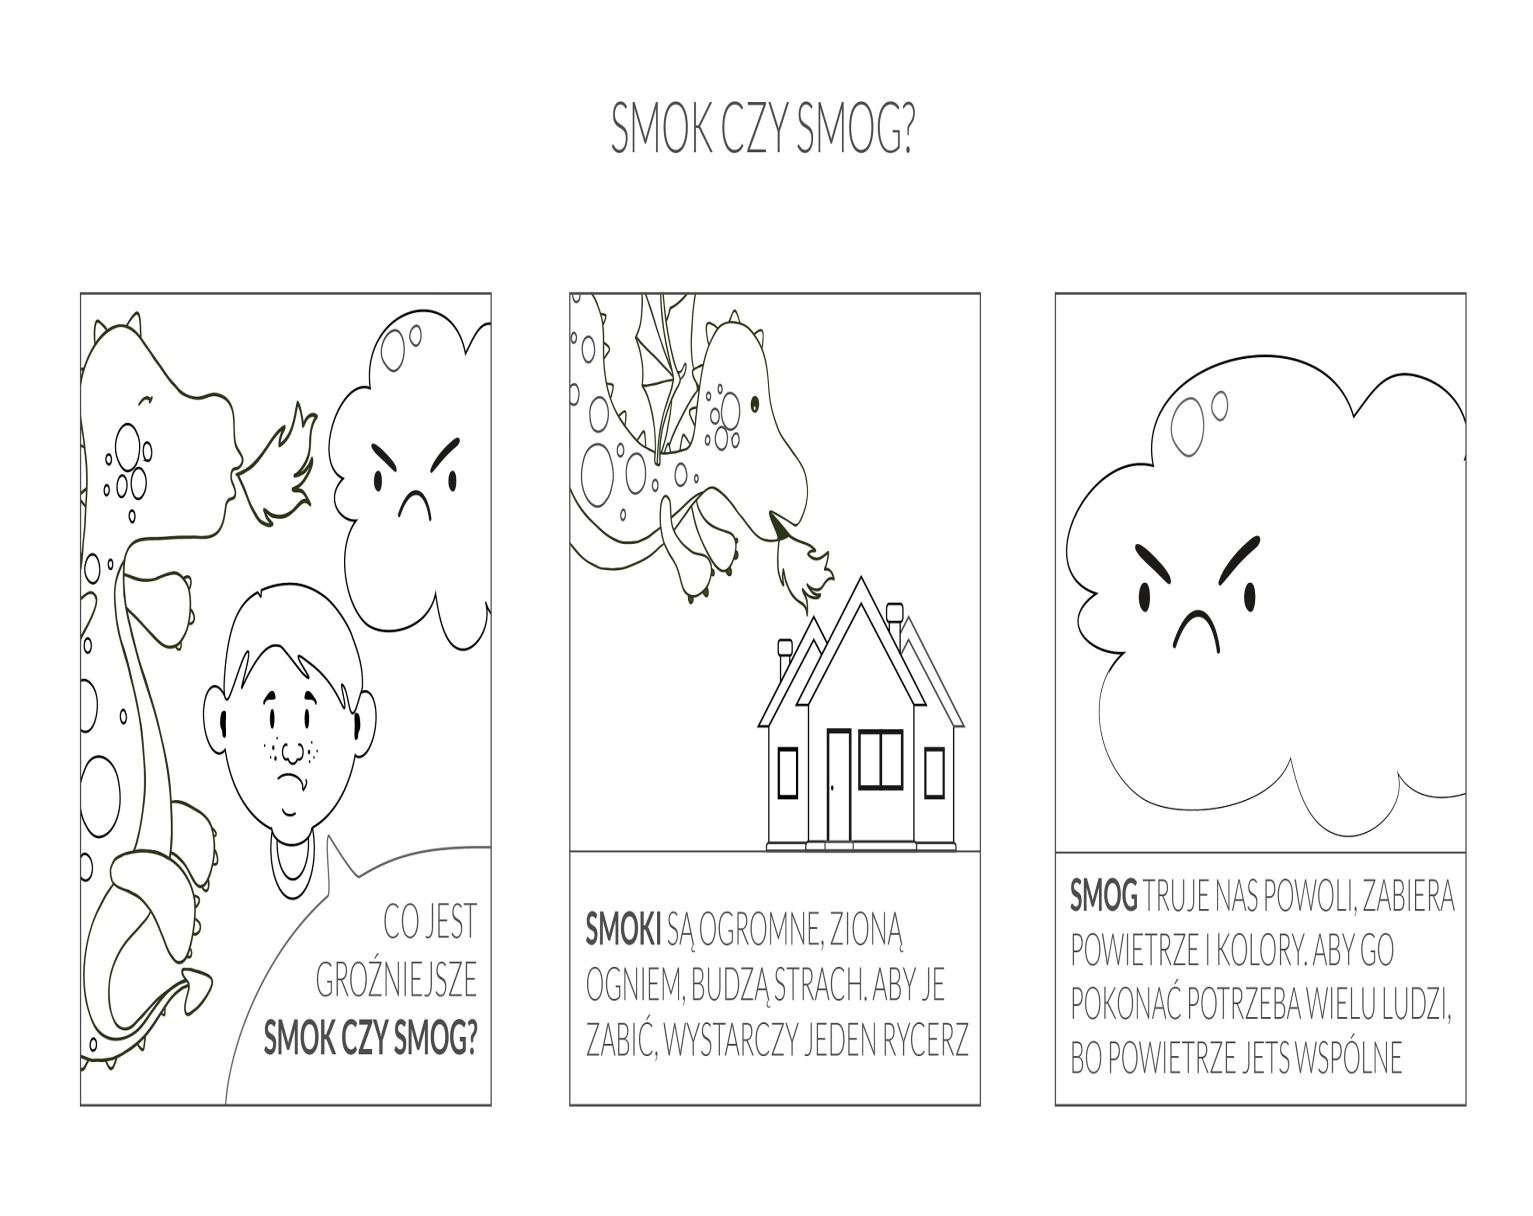 SMOK CZY SMOG?
CO JEST
GROŹNIEJSZE
SMOK CZY SMOG?
SMOKI SĄ OGROMNE, ZIONĄ
OGNIEM, BUDZĄ STRACH. ABY JE
ZABIĆ, WYSTARCZY JEDEN RYCERZ
SMOG TRUJE NAS POWOLI, ZABIERA
POWIETRZE I KOLORY. ABY GO
POKONAĆ POTRZEBA WIELU LUDZI,
BO POWIETRZE JETS WSPÓLNE